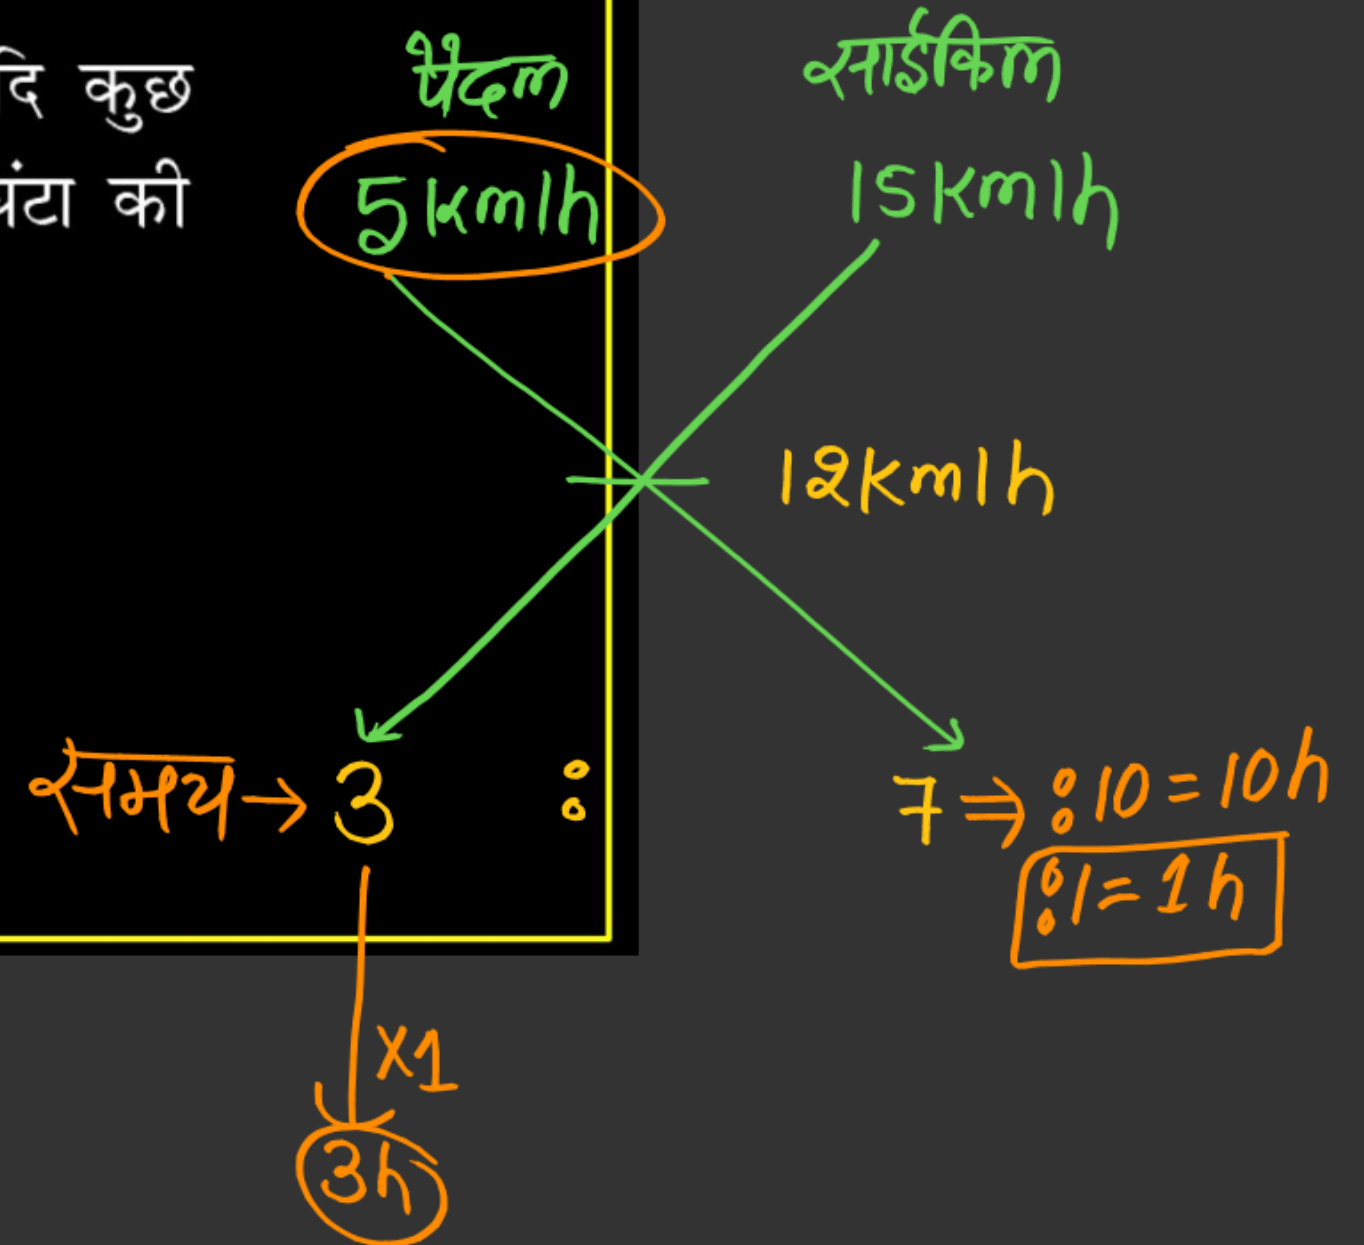 दि कुछ
घंटा की
पैदल
साईकिल
5km/h
15km/h
12km/h
समय → 3 : 7 ⇒ : 10 = 10h
: 1 = 1h
x1
3h